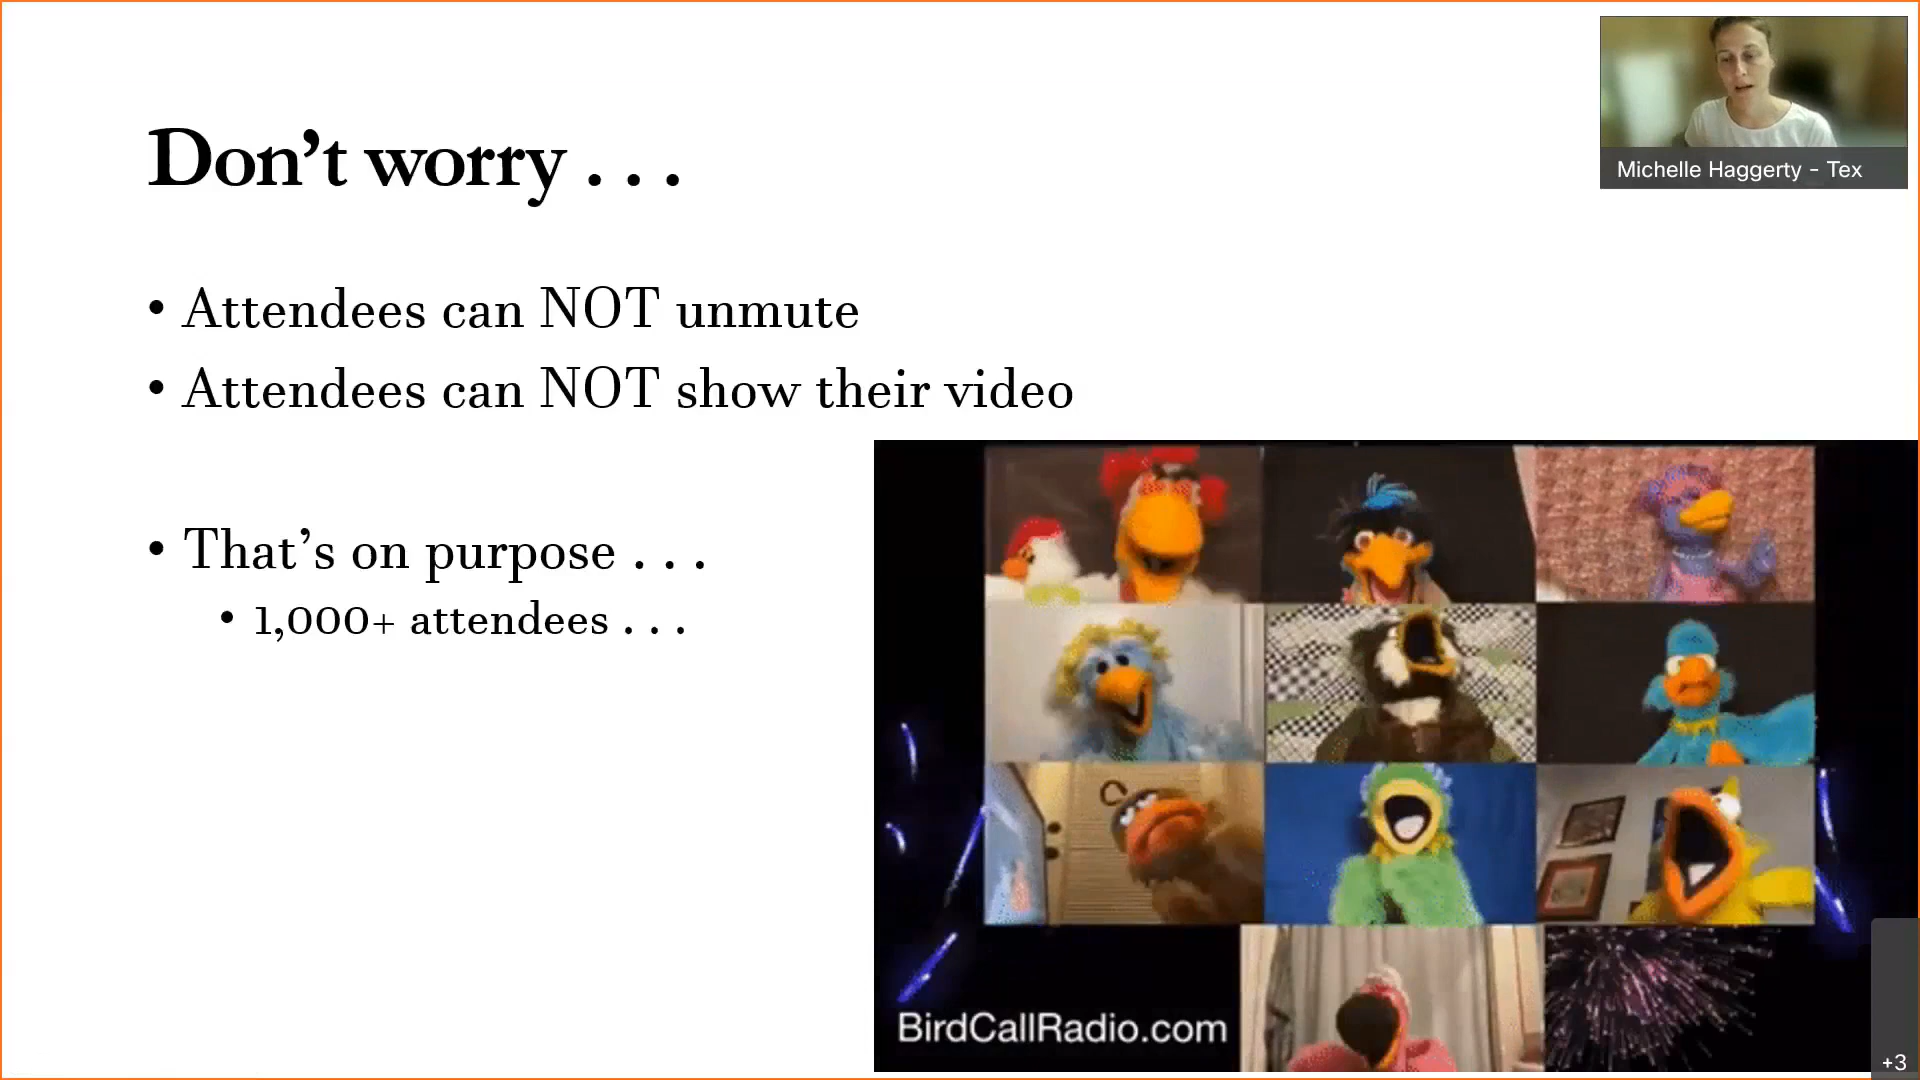 Don’t worry . . .
Michelle Haggerty - Tex
• Attendees can NOT unmute
• Attendees can NOT show their video
• That’s on purpose . . .
• 1,000+ attendees . . .
BirdCallRadio.com
+3